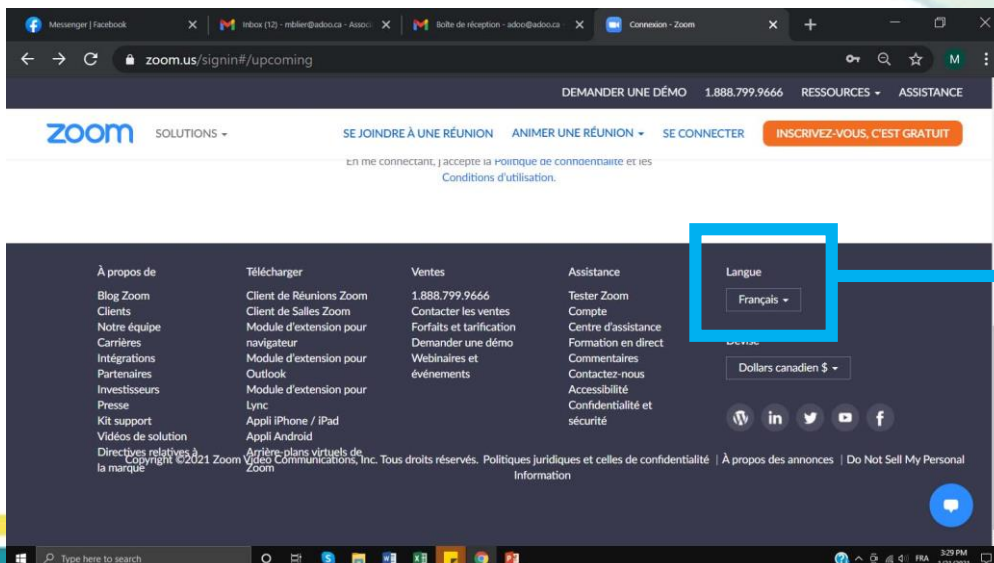 Messenger | Facebook
Inbox (12) - mblier@adoo.ca - Associ
Boîte de réception - adoo@adoo.ca -
Connexion - Zoom
zoom.us/signin#/upcoming
M
DEMANDER UNE DÉMO 1.888.799.9666 RESSOURCES ASSISTANCE
zoom SOLUTIONS SE JOINDRE À UNE RÉUNION ANIMER UNE RÉUNION SE CONNECTER INSCRIVEZ-VOUS, C'EST GRATUIT
En me connectant, j'accepte la Politique de confidentialité et les
Conditions d'utilisation.
À propos de
Blog Zoom
Clients
Notre équipe
Carrières
Intégrations
Partenaires
Investisseurs
Presse
Kit support
Vidéos de solution
Directives relatives à
la marque
Télécharger
Client de Réunions Zoom
Client de Salles Zoom
Module d'extension pour
navigateur
Module d'extension pour
Outlook
Module d'extension pour
Lync
Appli iPhone / iPad
Appli Android
Arrière-plans virtuels de
Zoom
Ventes
1.888.799.9666
Contacter les ventes
Forfaits et tarification
Demander une démo
Webinaires et
événements
Assistance
Tester Zoom
Compte
Centre d'assistance
Formation en direct
Commentaires
Contactez-nous
Accessibilité
Confidentialité et
sécurité
Langue
Français
Devise
Dollars canadien $
in
f
Copyright ©2021 Zoom Video Communications, Inc. Tous droits réservés. Politiques juridiques et celles de confidentialité | À propos des annonces | Do Not Sell My Personal
Information
Type here to search
FRA
3:29 PM